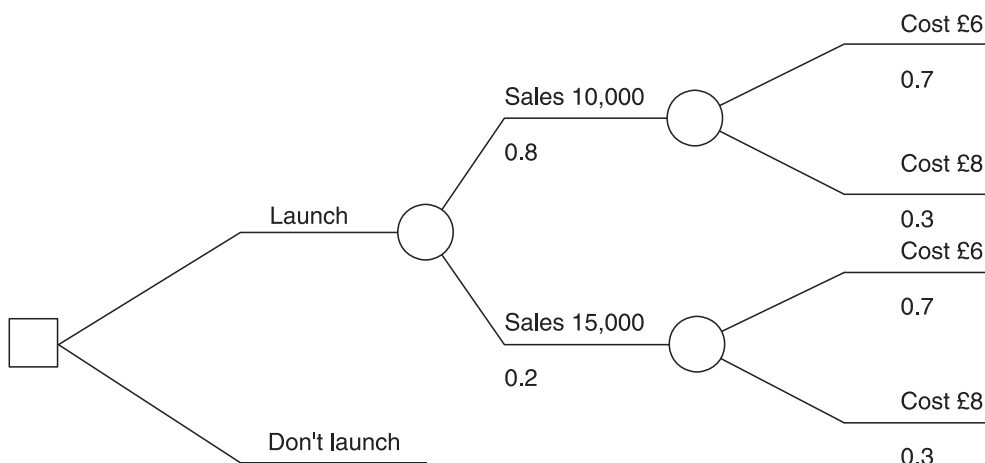 Cost £6
0.7
Sales 10,000
0.8
Cost £8
0.3
Launch
Cost £6
0.7
Sales 15,000
0.2
Cost £8
0.3
Don't launch